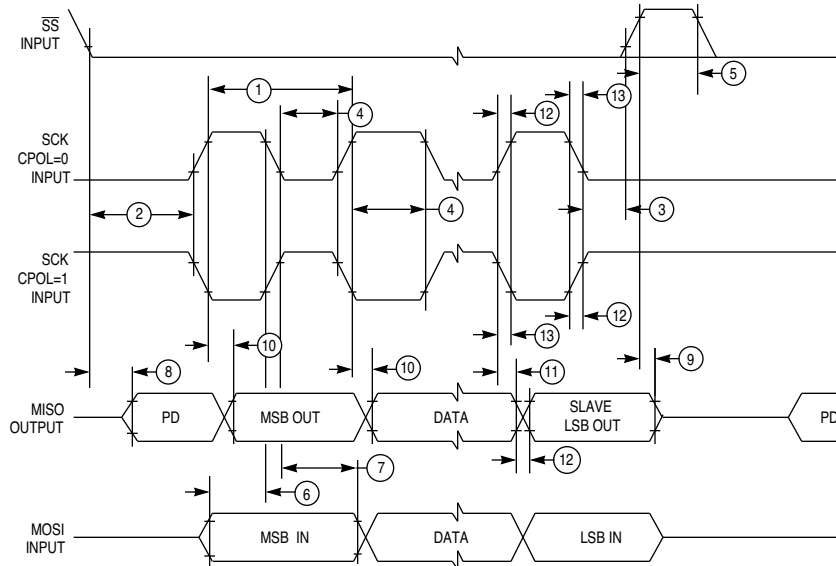 SS
INPUT
5
1
13
4
12
SCK
CPOL=0
INPUT
2
4
3
SCK
CPOL=1
INPUT
12
13
10
10
11
9
8
MISO
OUTPUT
PD
MSB OUT
DATA
SLAVE
LSB OUT
PD
12
7
6
MOSI
INPUT
MSB IN
DATA
LSB IN